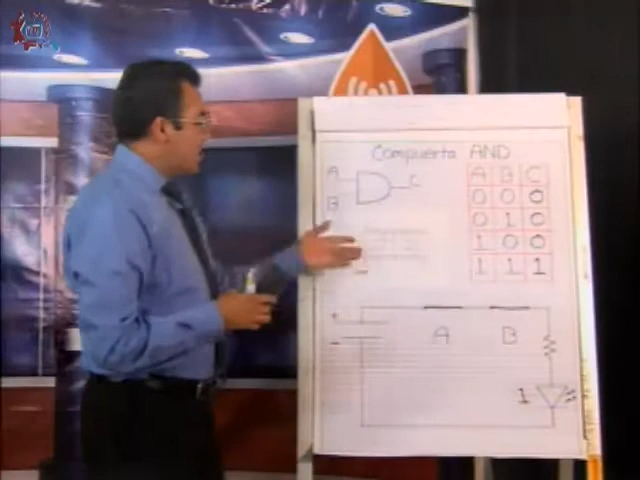 Compuerta AND
A
B
C
A B C
0 0 0
0 1 0
1 0 0
1 1 1
+
-
A B
1